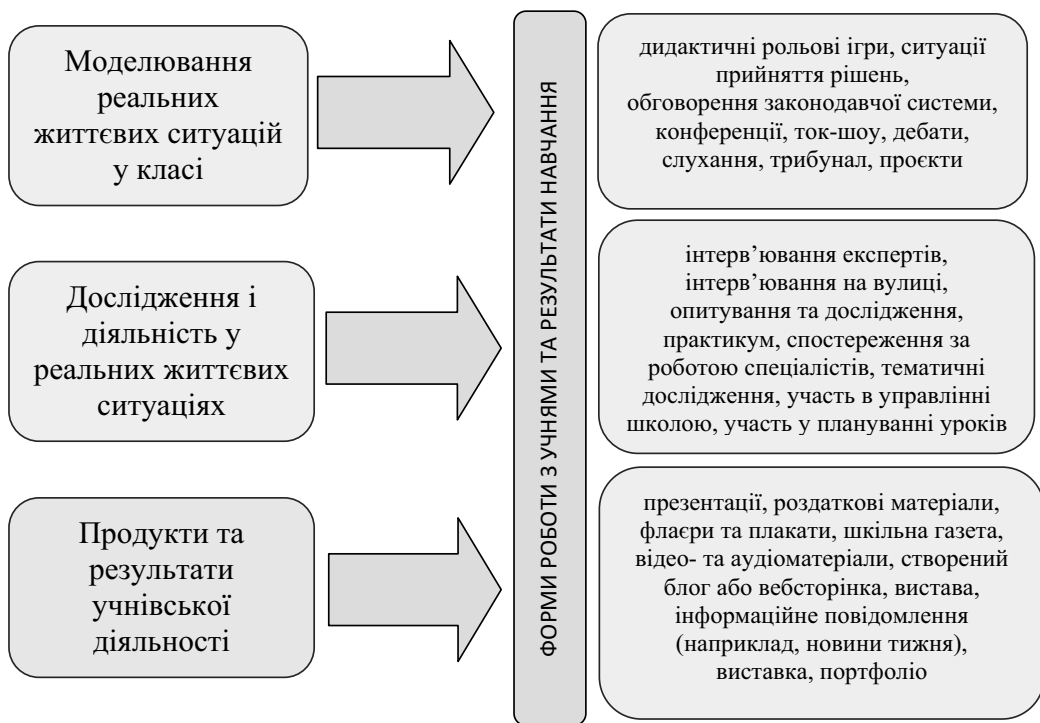 Моделювання
реальних
життєвих ситуацій
у класі
Дослідження і
діяльність у
реальних життєвих
ситуаціях
Продукти та
результати
учнівської
діяльності
ФОРМИ РОБОТИ З УЧНЯМИ ТА РЕЗУЛЬТАТИ НАВЧАННЯ
дидактичні рольові ігри, ситуації
прийняття рішень,
обговорення законодавчої системи,
конференції, ток-шоу, дебати,
слухання, трибунал, проєкти
інтерв’ювання експертів,
інтерв’ювання на вулиці,
опитування та дослідження,
практикум, спостереження за
роботою спеціалістів, тематичні
дослідження, участь в управлінні
школою, участь у плануванні уроків
презентації, роздаткові матеріали,
флаєри та плакати, шкільна газета,
відео- та аудіоматеріали, створений
блог або вебсторінка, вистава,
інформаційне повідомлення
(наприклад, новини тижня),
виставка, портфоліо